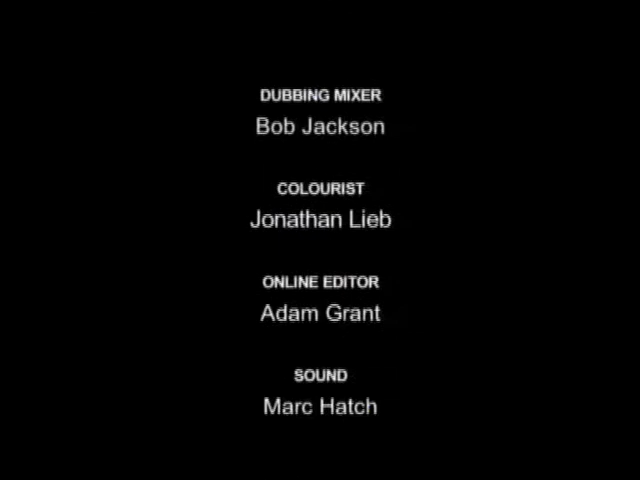 DUBBING MIXER
Bob Jackson
COLOURIST
Jonathan Lieb
ONLINE EDITOR
Adam Grant
SOUND
Marc Hatch